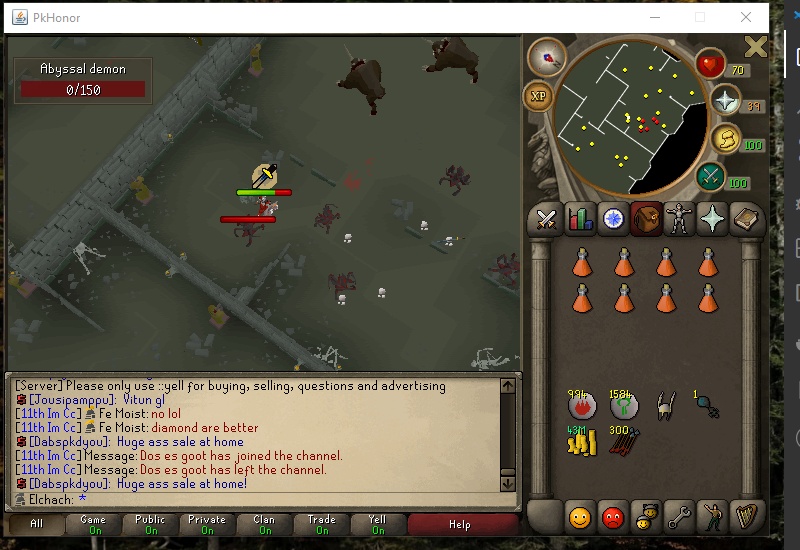 PkHonor
Abyssal demon
0/150
XP
70
39
100
100
994
1584
1
43M
300
[Server] Please only use ::yell for buying, selling, questions and advertising
[Jousipamppu]: Vitun gl
[11th Im Cc] Fe Moist: no lol
[11th Im Cc] Fe Moist: diamond are better
[Dabspkdyou]: Huge ass sale at home
[11th Im Cc] Message: Dos es goot has joined the channel.
[11th Im Cc] Message: Dos es goot has left the channel.
[Dabspkdyou]: Huge ass sale at home!
Elchach: *
All
Game
On
Public
On
Private
On
Clan
On
Trade
On
Yell
On
Help